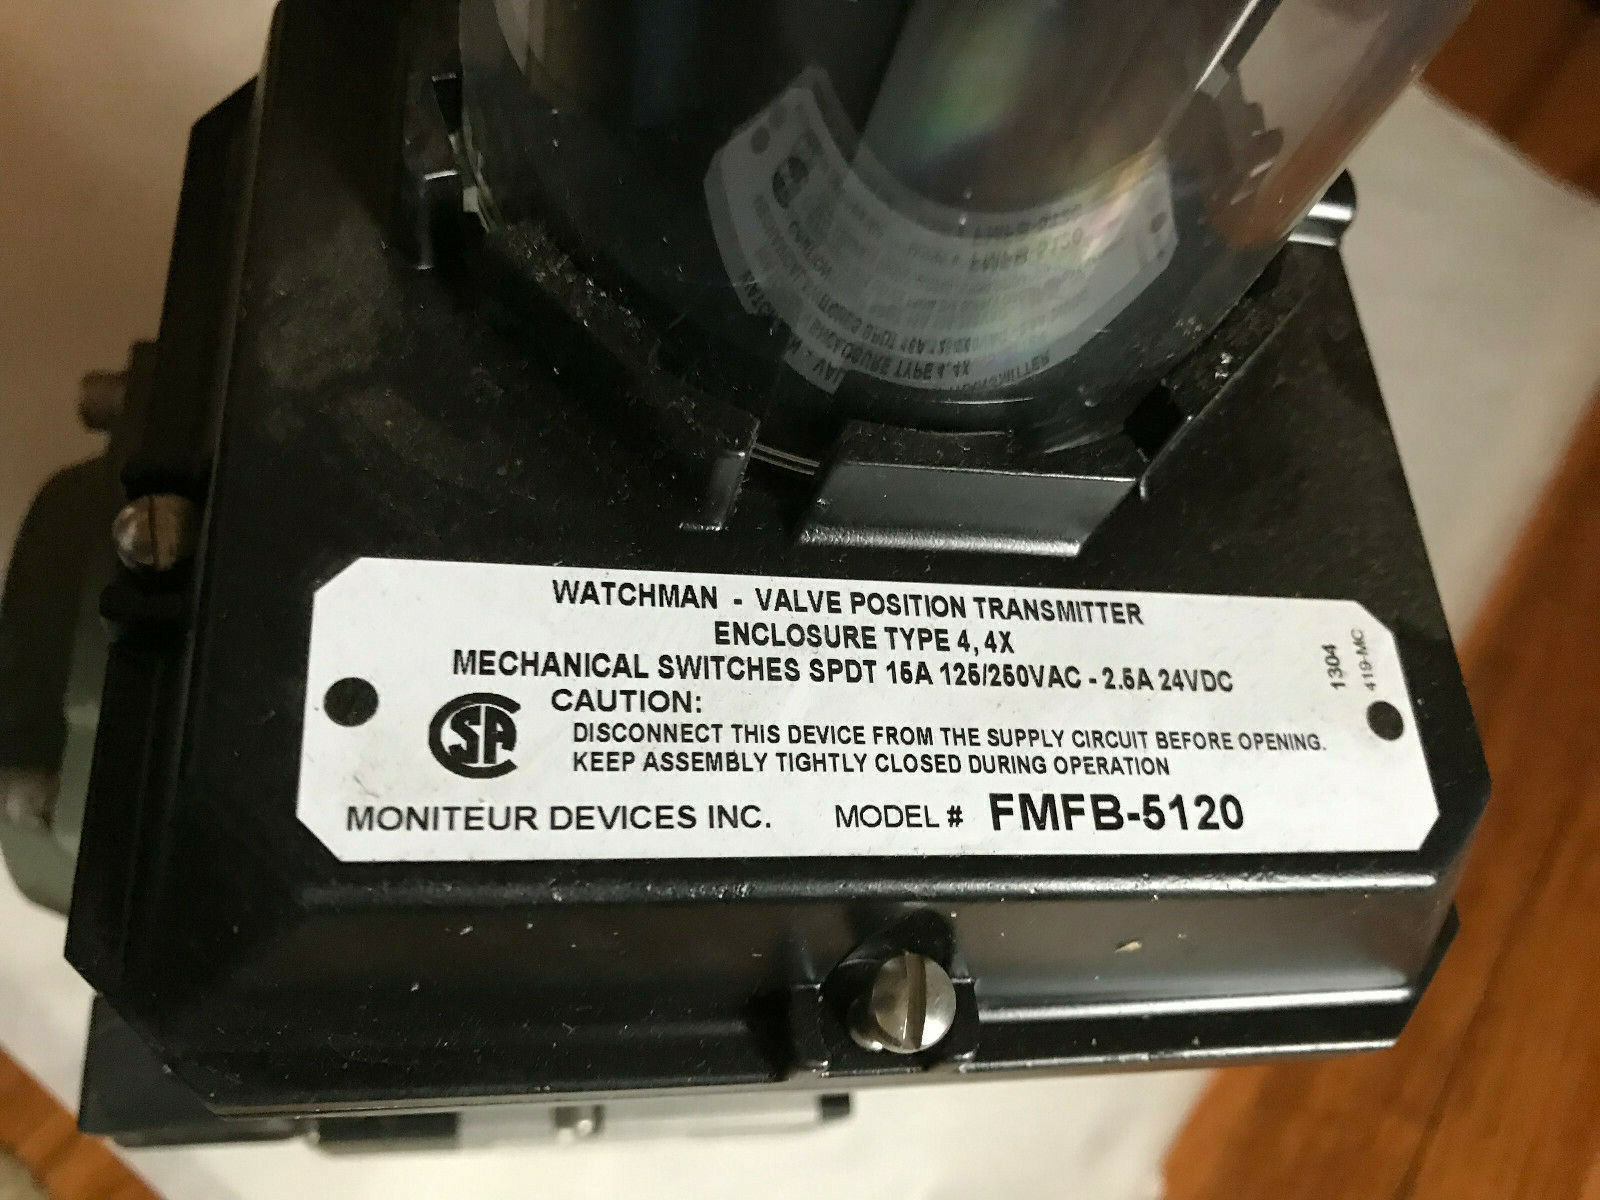 WATCHMAN - VALVE POSITION TRANSMITTER
ENCLOSURE TYPE 4, 4X
MECHANICAL SWITCHES SPDT 15A 125/250VAC - 2.5A 24VDC
CSA
CAUTION:
DISCONNECT THIS DEVICE FROM THE SUPPLY CIRCUIT BEFORE OPENING.
KEEP ASSEMBLY TIGHTLY CLOSED DURING OPERATION
MONITEUR DEVICES INC. MODEL # FMFB-5120
1304
419-MC